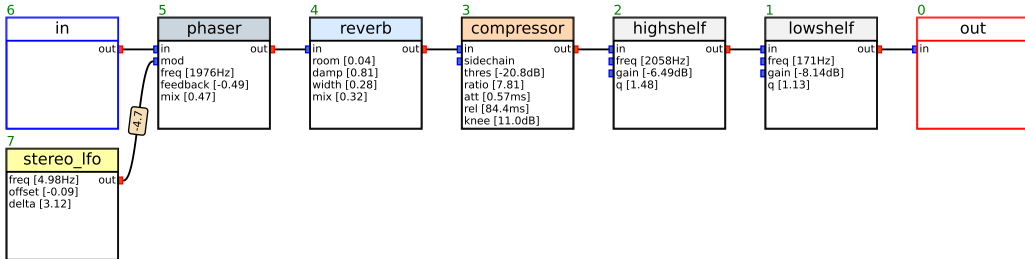 6
in
out
5
phaser
in out
mod
freq [1976Hz]
feedback [-0.49]
mix [0.47]
4
reverb
in out
room [0.04]
damp [0.81]
width [0.28]
mix [0.32]
3
compressor
in out
sidechain
thres [-20.8dB]
ratio [7.81]
att [0.57ms]
rel [84.4ms]
knee [11.0dB]
2
highshelf
in out
freq [2058Hz]
gain [-6.49dB]
q [1.48]
1
lowshelf
in out
freq [171Hz]
gain [-8.14dB]
q [1.13]
0
out
in
-4.7
7
stereo_lfo
freq [4.98Hz] out
offset [-0.09]
delta [3.12]